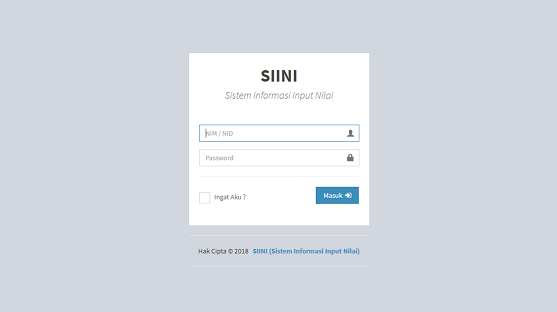 SIINI
Sistem Informasi Input Nilai
NIM / NID
Password
Ingat Aku ?
Masuk
Hak Cipta © 2018 SIINI (Sistem Informasi Input Nilai)